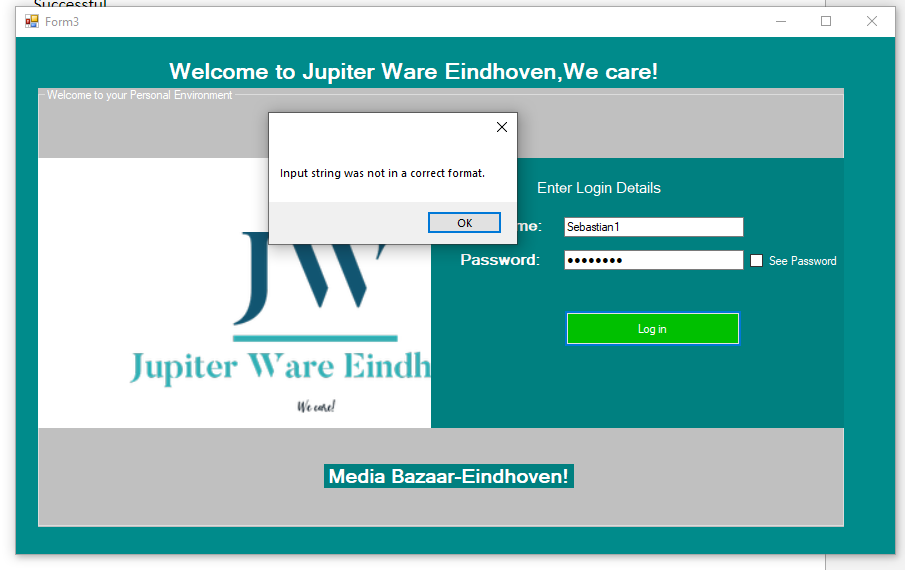 Successful
Form3
Welcome to Jupiter Ware Eindhoven,We care!
Welcome to your Personal Environment
Input string was not in a correct format.
OK
Enter Login Details
me:
Sebastian1
Password:
●●●●●●●●
See Password
Log in
JW
Jupiter Ware Eindh
We care!
Media Bazaar-Eindhoven!